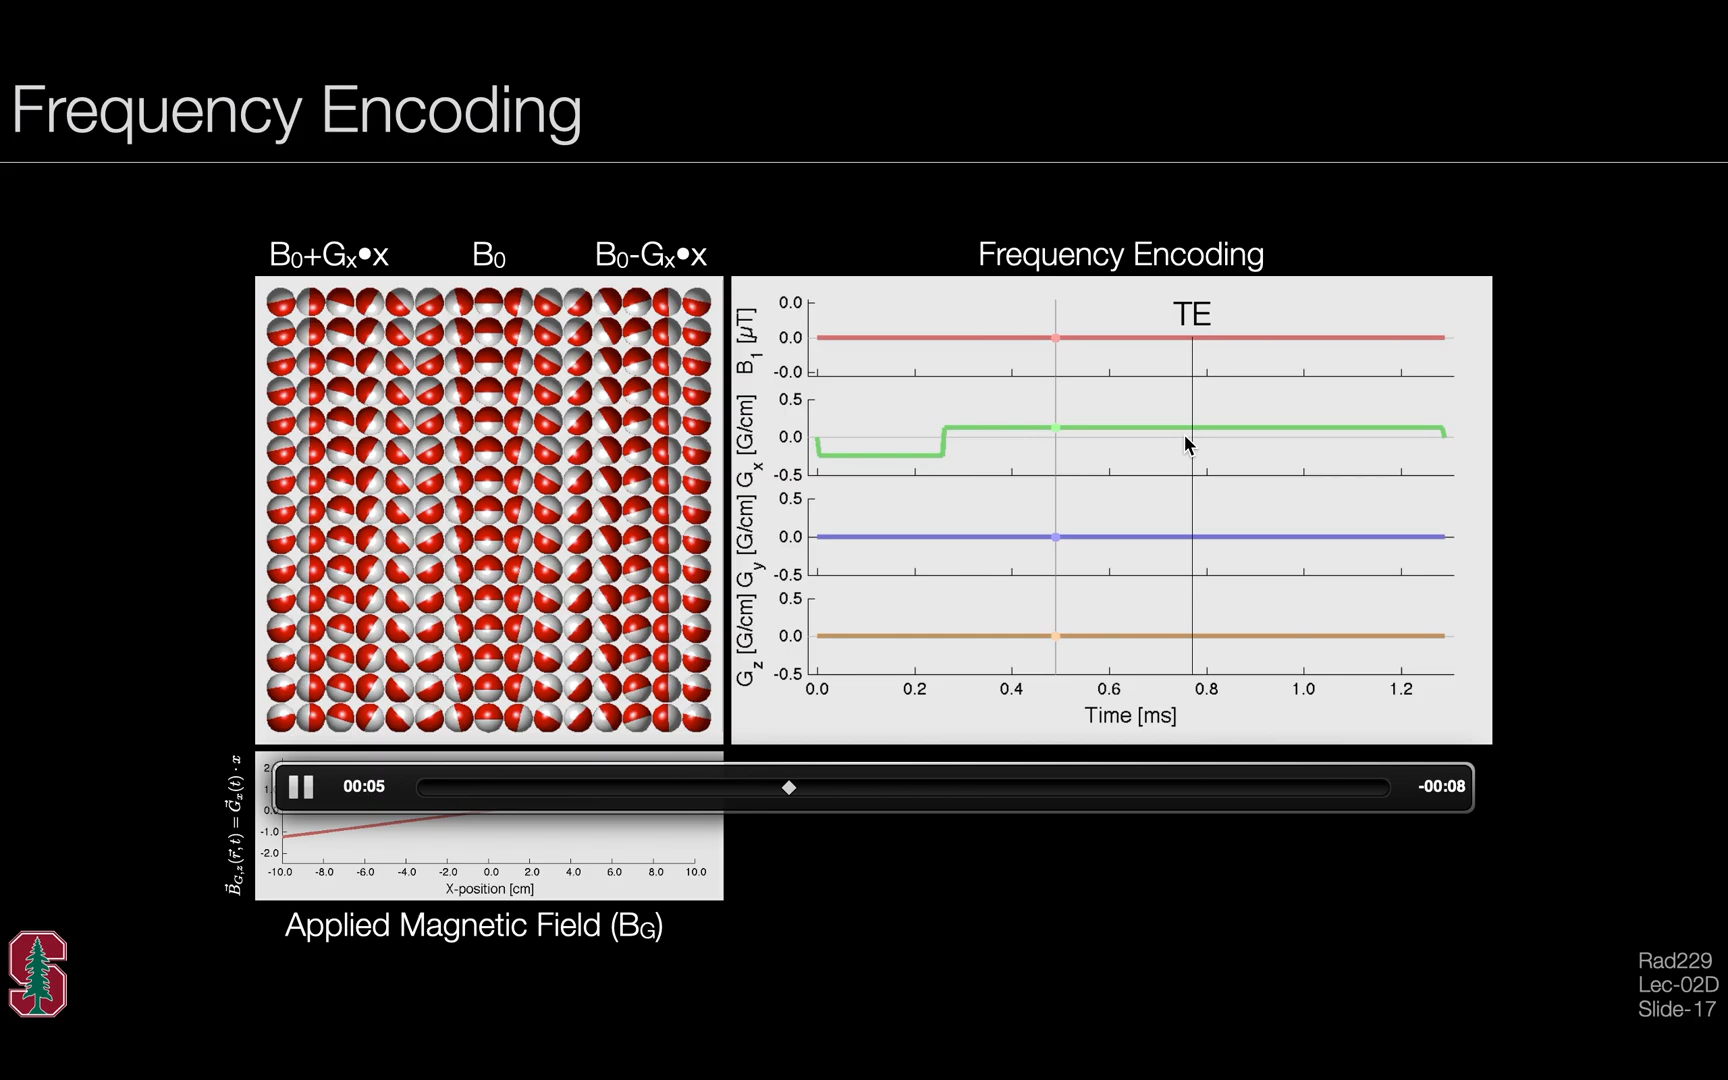 Frequency Encoding
B₀+Gₓ•x B₀ B₀-Gₓ•x
Frequency Encoding
TE
B₁ [µT]
0.0
0.0
-0.0
Gₓ [G/cm]
0.5
0.0
-0.5
G_y [G/cm]
0.5
0.0
-0.5
G_z [G/cm]
0.5
0.0
-0.5
0.0 0.2 0.4 0.6 0.8 1.0 1.2
Time [ms]
00:05 -00:08
-1.0
-2.0
-10.0 -8.0 -6.0 -4.0 -2.0 0.0 2.0 4.0 6.0 8.0 10.0
X-position [cm]
Applied Magnetic Field (B_G)
Rad229
Lec-02D
Slide-17